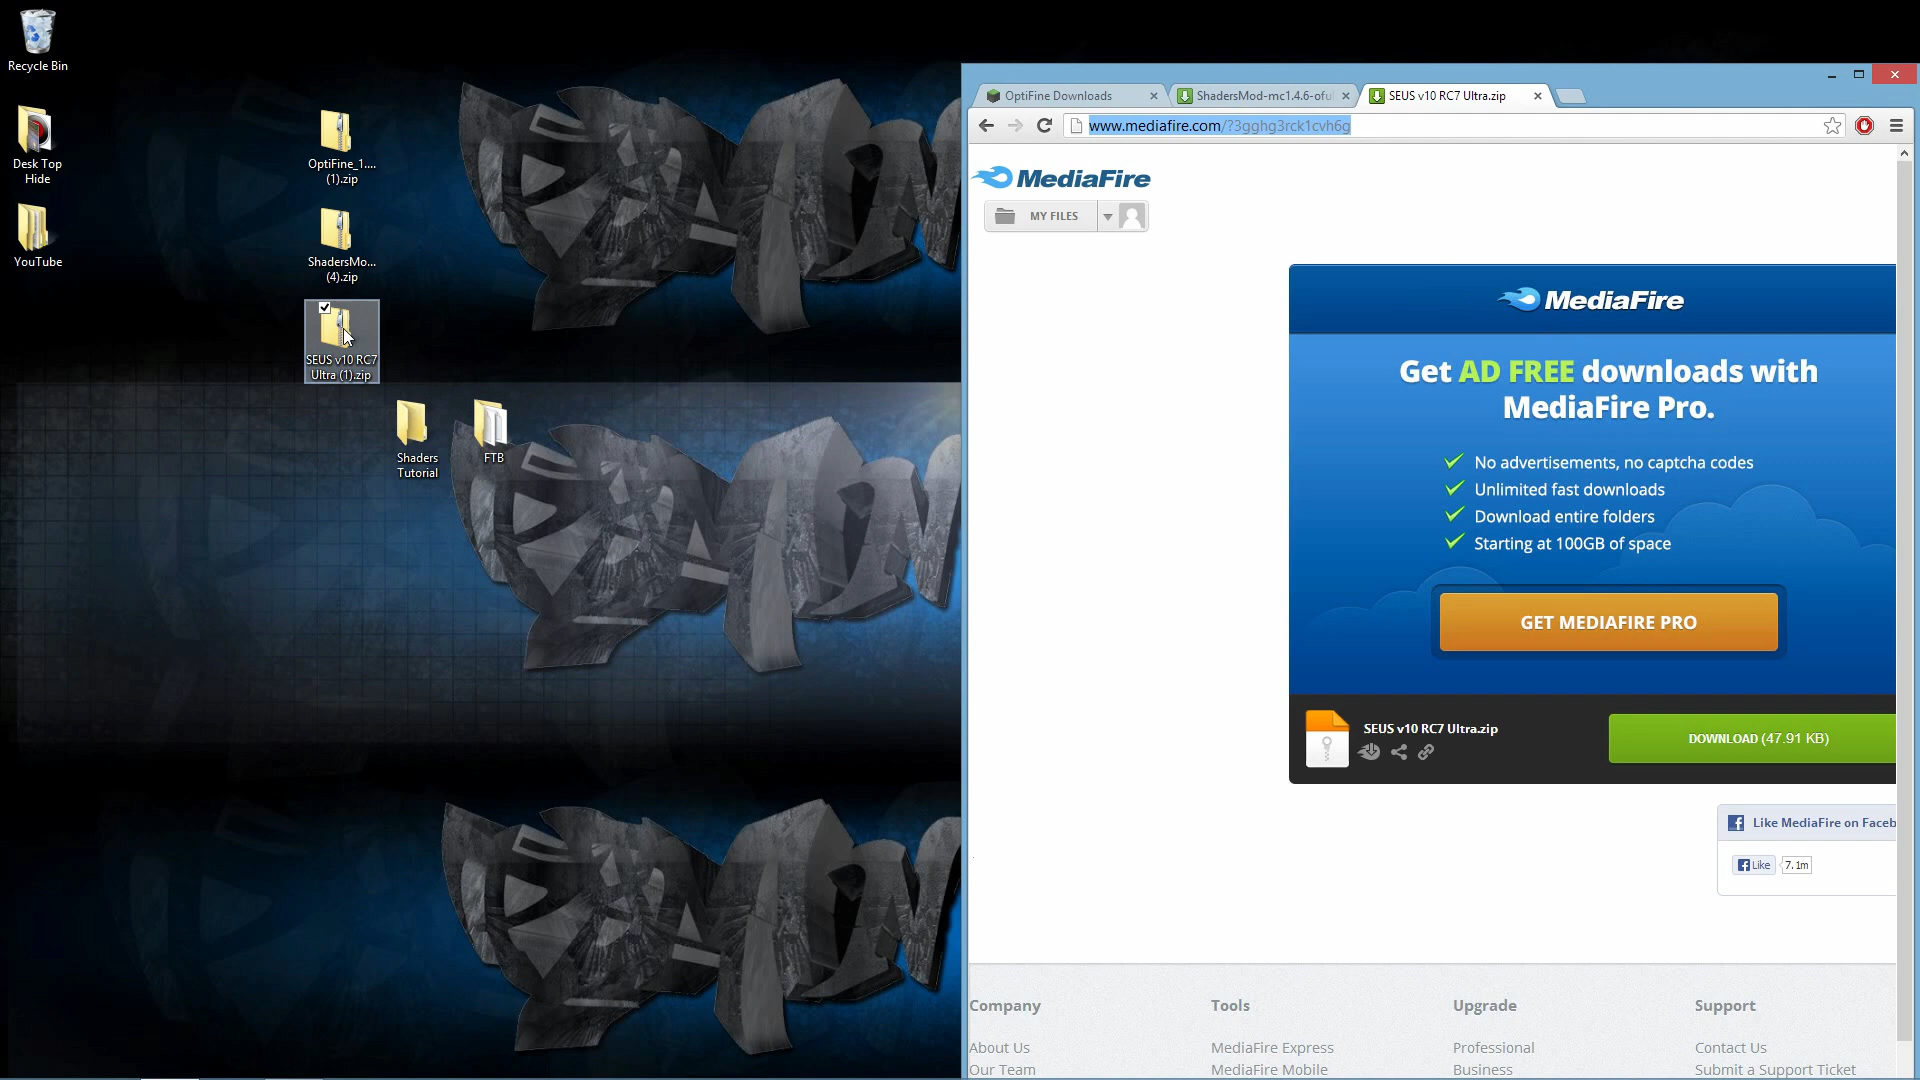 Recycle Bin
Desk Top
Hide
YouTube
OptiFine_1....
(1).zip
ShadersMo...
(4).zip
SEUS v10 RC7
Ultra (1).zip
Shaders
Tutorial
FTB
OptiFine Downloads
ShadersMod-mc1.4.6-oful
SEUS v10 RC7 Ultra.zip
www.mediafire.com/?3gghg3rck1cvh6g
MediaFire
MY FILES
MediaFire
Get AD FREE downloads with
MediaFire Pro.
No advertisements, no captcha codes
Unlimited fast downloads
Download entire folders
Starting at 100GB of space
GET MEDIAFIRE PRO
SEUS v10 RC7 Ultra.zip
DOWNLOAD (47.91 KB)
Like MediaFire on Faceb
Like
7.1m
Company
Tools
Upgrade
Support
About Us
MediaFire Express
Professional
Contact Us
Our Team
MediaFire Mobile
Business
Submit a Support Ticket